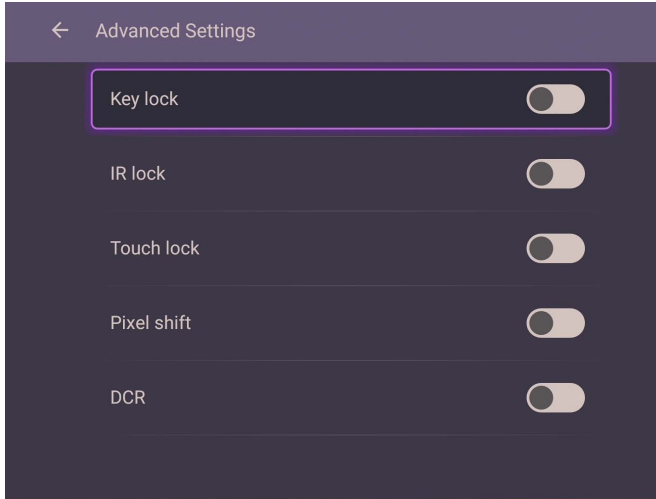 Advanced Settings
Key lock
IR lock
Touch lock
Pixel shift
DCR